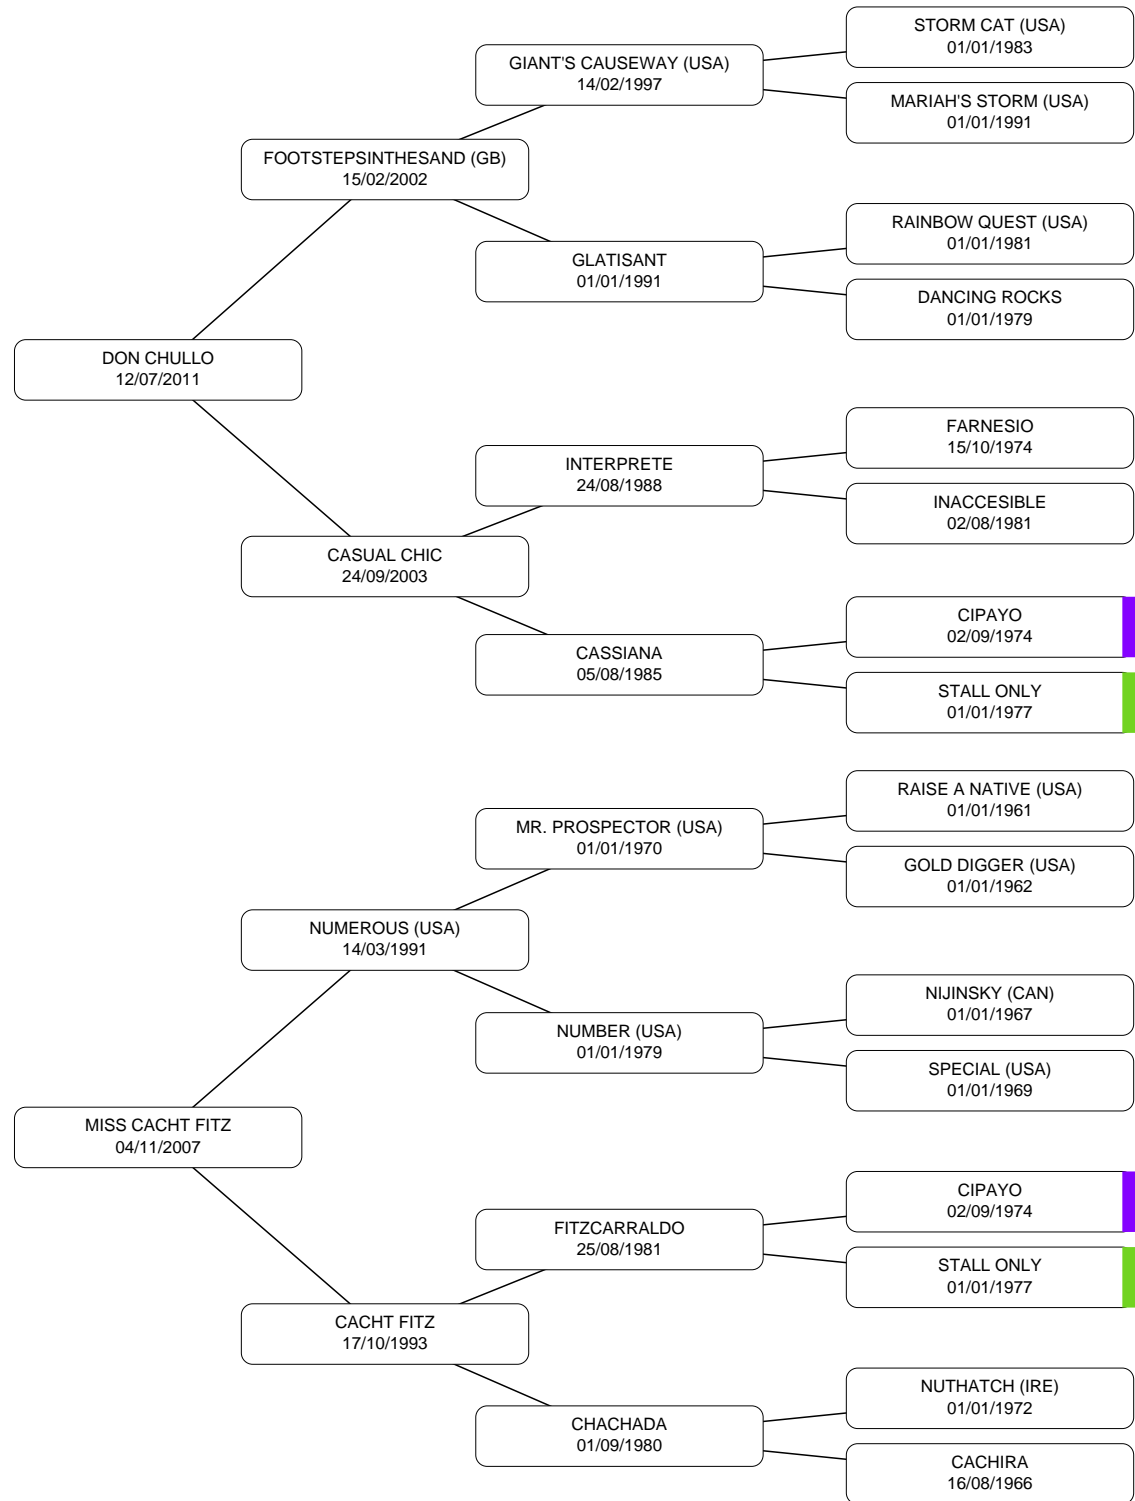 STORM CAT (USA)
01/01/1983
GIANT'S CAUSEWAY (USA)
14/02/1997
MARIAH'S STORM (USA)
01/01/1991
FOOTSTEPSINTHESAND (GB)
15/02/2002
RAINBOW QUEST (USA)
01/01/1981
GLATISANT
01/01/1991
DANCING ROCKS
01/01/1979
DON CHULLO
12/07/2011
FARNESIO
15/10/1974
INTERPRETE
24/08/1988
INACCESIBLE
02/08/1981
CASUAL CHIC
24/09/2003
CIPAYO
02/09/1974
CASSIANA
05/08/1985
STALL ONLY
01/01/1977
RAISE A NATIVE (USA)
01/01/1961
MR. PROSPECTOR (USA)
01/01/1970
GOLD DIGGER (USA)
01/01/1962
NUMEROUS (USA)
14/03/1991
NIJINSKY (CAN)
01/01/1967
NUMBER (USA)
01/01/1979
SPECIAL (USA)
01/01/1969
MISS CACHT FITZ
04/11/2007
CIPAYO
02/09/1974
FITZCARRALDO
25/08/1981
STALL ONLY
01/01/1977
CACHT FITZ
17/10/1993
NUTHATCH (IRE)
01/01/1972
CHACHADA
01/09/1980
CACHIRA
16/08/1966